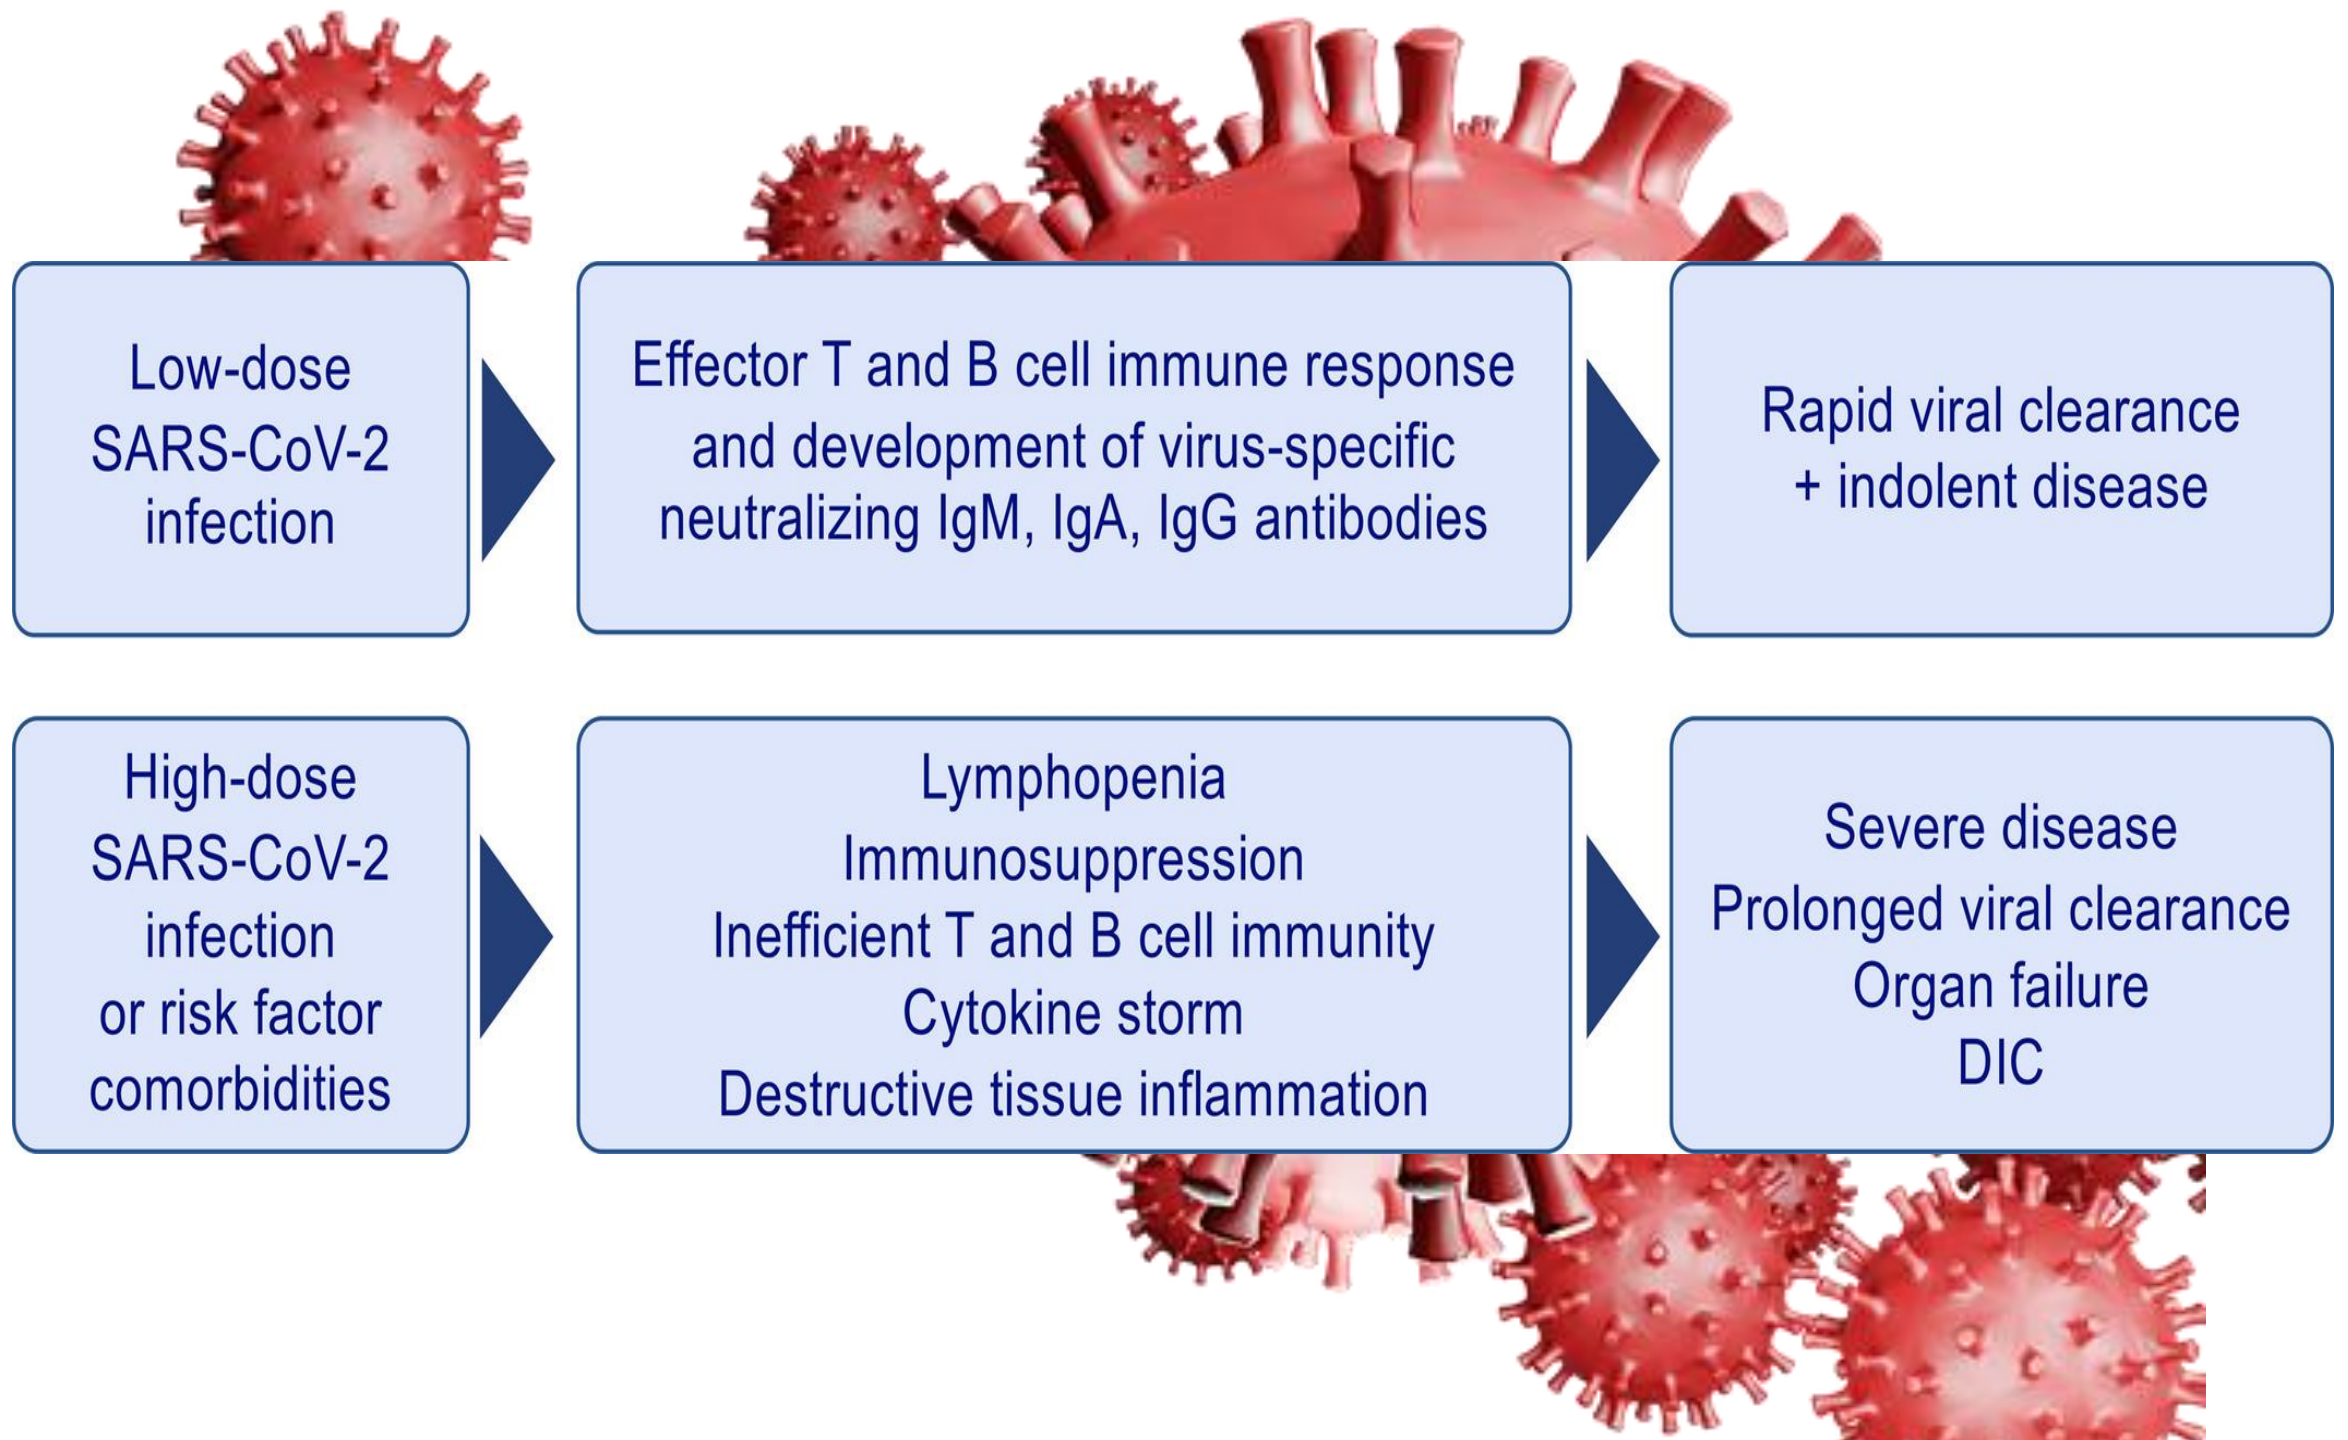 Low-dose
SARS-CoV-2
infection
Effector T and B cell immune response
and development of virus-specific
neutralizing IgM, IgA, IgG antibodies
Rapid viral clearance
+ indolent disease
High-dose
SARS-CoV-2
infection
or risk factor
comorbidities
Lymphopenia
Immunosuppression
Inefficient T and B cell immunity
Cytokine storm
Destructive tissue inflammation
Severe disease
Prolonged viral clearance
Organ failure
DIC